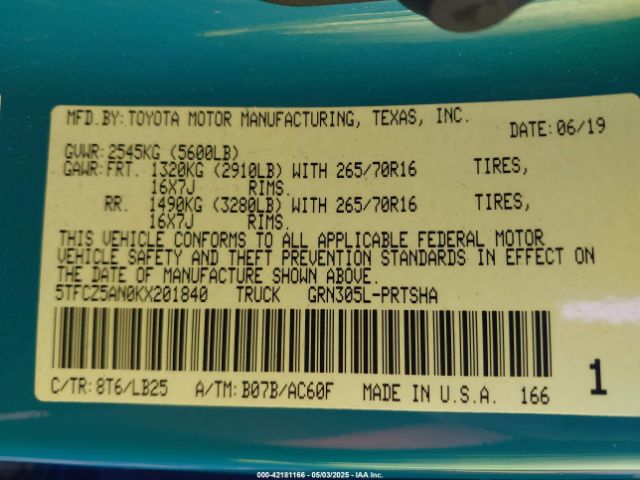 MFD.BY:TOYOTA MOTOR MANUFACTURING, TEXAS, INC.
DATE:06/19
GVWR:2545KG (5600LB)
GAWR:FRT. 1320KG (2910LB) WITH 265/70R16 TIRES,
16X7J RIMS.
RR. 1490KG (3280LB) WITH 265/70R16 TIRES,
16X7J RIMS.
THIS VEHICLE CONFORMS TO ALL APPLICABLE FEDERAL MOTOR
VEHICLE SAFETY AND THEFT PREVENTION STANDARDS IN EFFECT ON
THE DATE OF MANUFACTURE SHOWN ABOVE.
5TFCZ5AN0KX201840 TRUCK GRN305L-PRTSHA
C/TR:8T6/LB25 A/TM:B07B/AC60F MADE IN U.S.A. 166
1
000-42181166 - 05/03/2025 - IAA Inc.